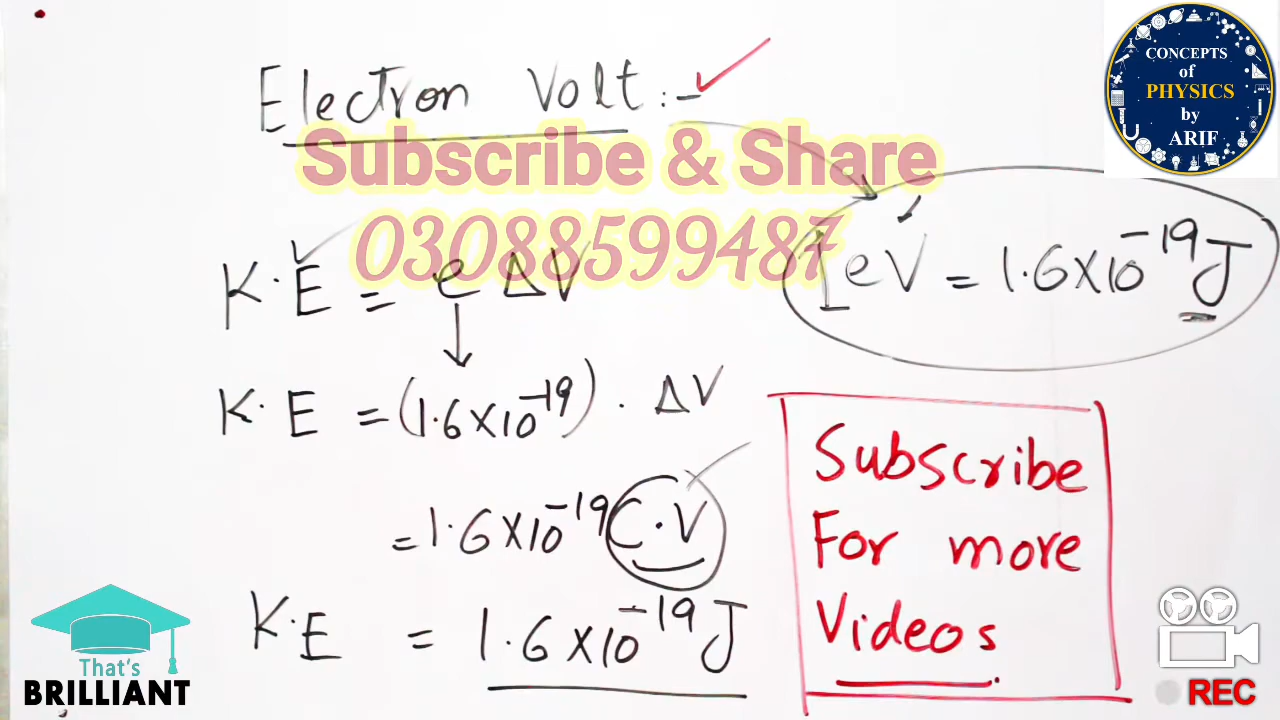 Electron Volt :-
CONCEPTS
of
PHYSICS
by
ARIF
Subscribe & Share
03088599487
K.E = e ΔV
1eV = 1.6X10⁻¹⁹J
K.E = (1.6X10⁻¹⁹) . ΔV
= 1.6X10⁻¹⁹ C.V
K.E = 1.6X10⁻¹⁹J
Subscribe
For more
Videos.
That's
BRILLIANT
REC